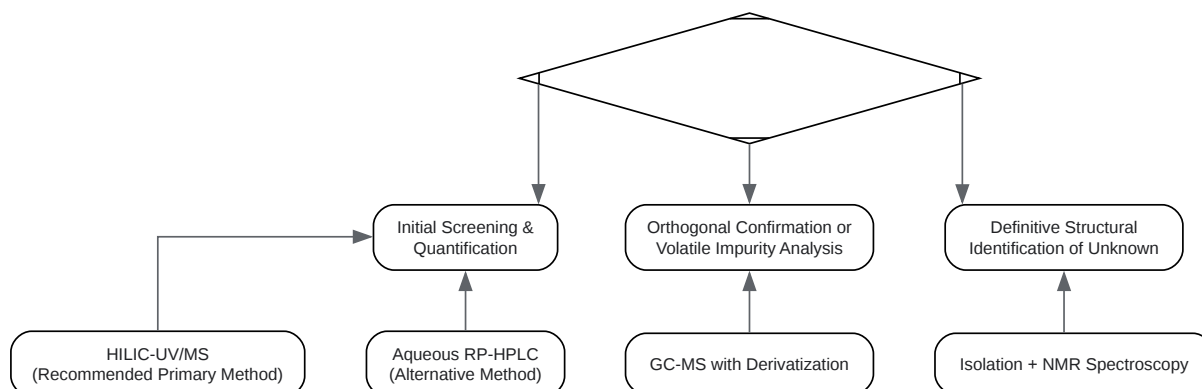 Initial Screening &
Quantification
Orthogonal Confirmation or
Volatile Impurity Analysis
Definitive Structural
Identification of Unknown
HILIC-UV/MS
(Recommended Primary Method)
Aqueous RP-HPLC
(Alternative Method)
GC-MS with Derivatization
Isolation + NMR Spectroscopy